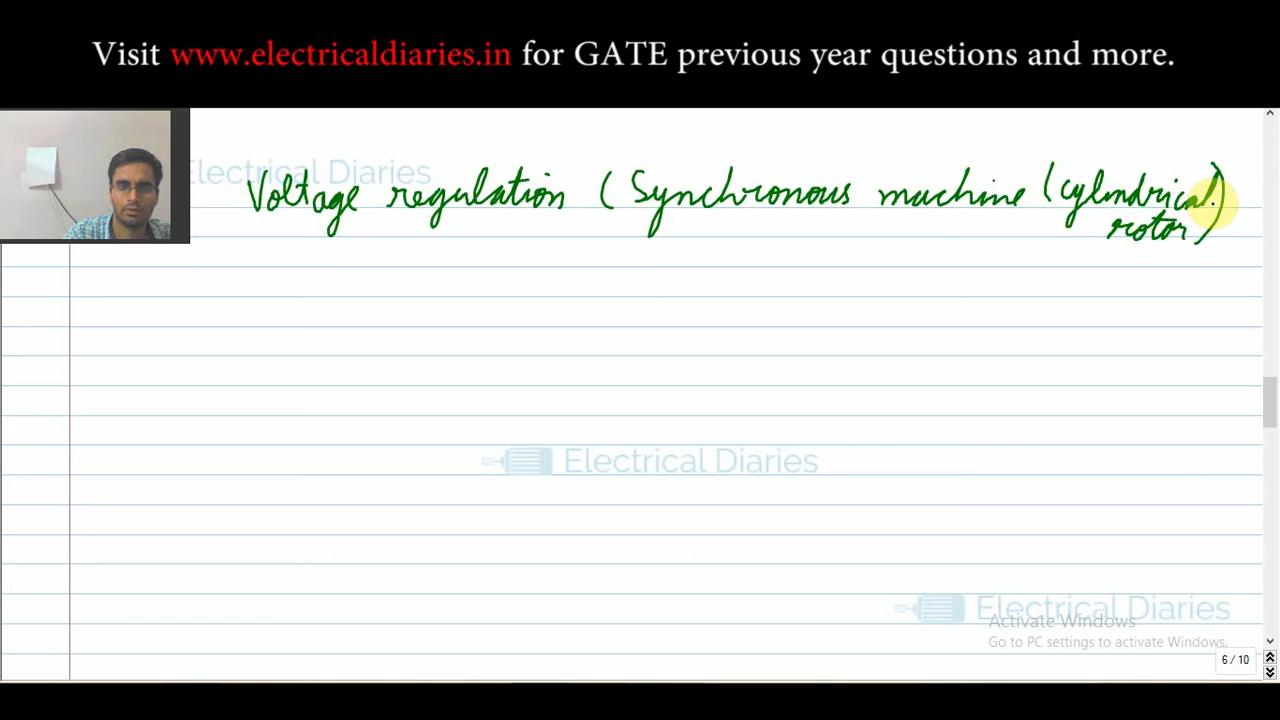 Visit www.electricaldiaries.in for GATE previous year questions and more.
Electrical Diaries
Voltage regulation (Synchronous machine (cylindrical
rotor)
Electrical Diaries
Electrical Diaries
Activate Windows
Go to PC settings to activate Windows.
6 / 10